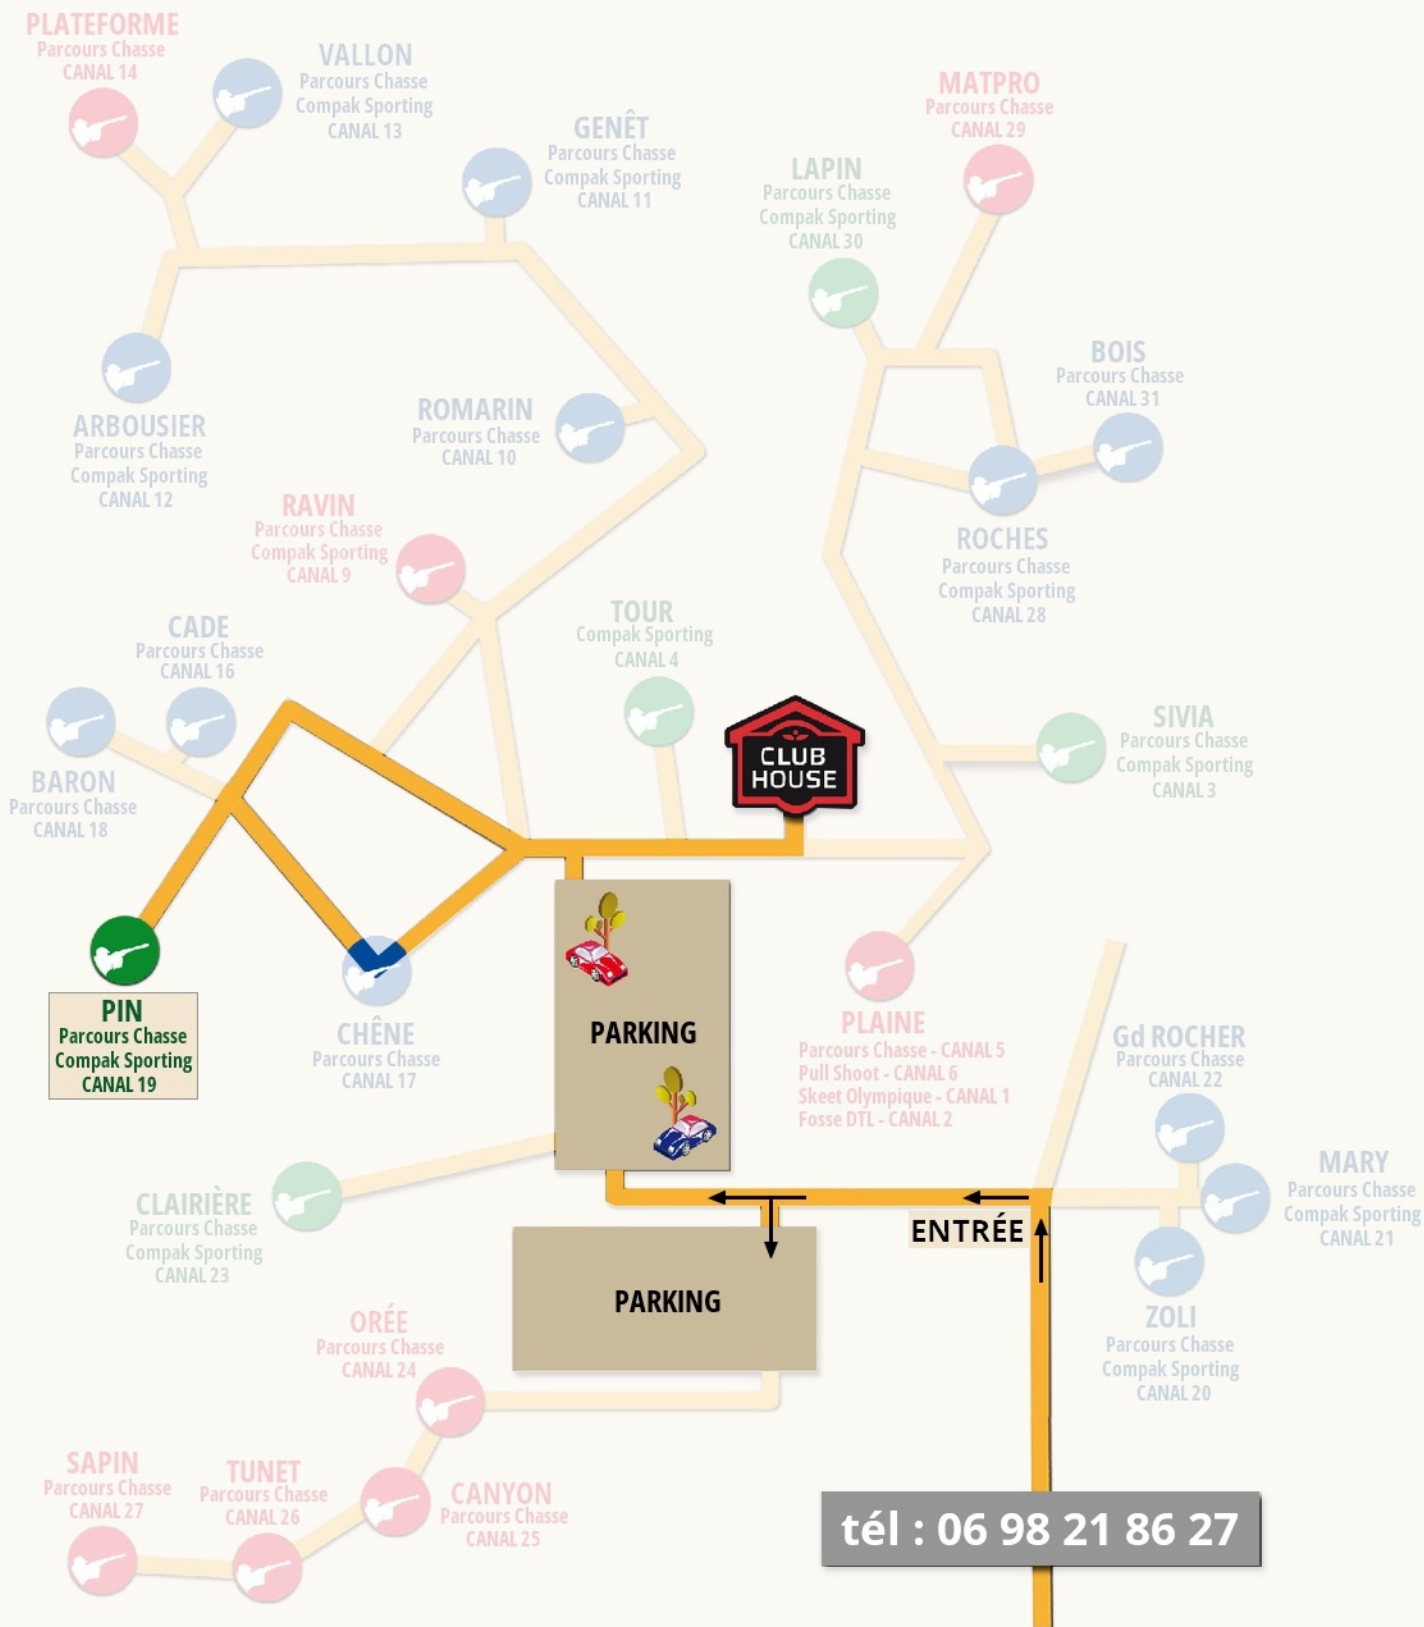 PLATEFORME
Parcours Chasse
CANAL 14
VALLON
Parcours Chasse
Compak Sporting
CANAL 13
GENÊT
Parcours Chasse
Compak Sporting
CANAL 11
MATPRO
Parcours Chasse
CANAL 29
LAPIN
Parcours Chasse
Compak Sporting
CANAL 30
BOIS
Parcours Chasse
CANAL 31
ARBOUSIER
Parcours Chasse
Compak Sporting
CANAL 12
ROMARIN
Parcours Chasse
CANAL 10
RAVIN
Parcours Chasse
Compak Sporting
CANAL 9
ROCHES
Parcours Chasse
Compak Sporting
CANAL 28
CADE
Parcours Chasse
CANAL 16
TOUR
Compak Sporting
CANAL 4
CLUB
HOUSE
SIVIA
Parcours Chasse
Compak Sporting
CANAL 3
BARON
Parcours Chasse
CANAL 18
PIN
Parcours Chasse
Compak Sporting
CANAL 19
CHÊNE
Parcours Chasse
CANAL 17
PARKING
PLAINE
Parcours Chasse - CANAL 5
Pull Shoot - CANAL 6
Skeet Olympique - CANAL 1
Fosse DTL - CANAL 2
Gd ROCHER
Parcours Chasse
CANAL 22
MARY
Parcours Chasse
Compak Sporting
CANAL 21
CLAIRIÈRE
Parcours Chasse
Compak Sporting
CANAL 23
ENTRÉE
PARKING
ZOLI
Parcours Chasse
Compak Sporting
CANAL 20
ORÉE
Parcours Chasse
CANAL 24
SAPIN
Parcours Chasse
CANAL 27
TUNET
Parcours Chasse
CANAL 26
CANYON
Parcours Chasse
CANAL 25
tél : 06 98 21 86 27